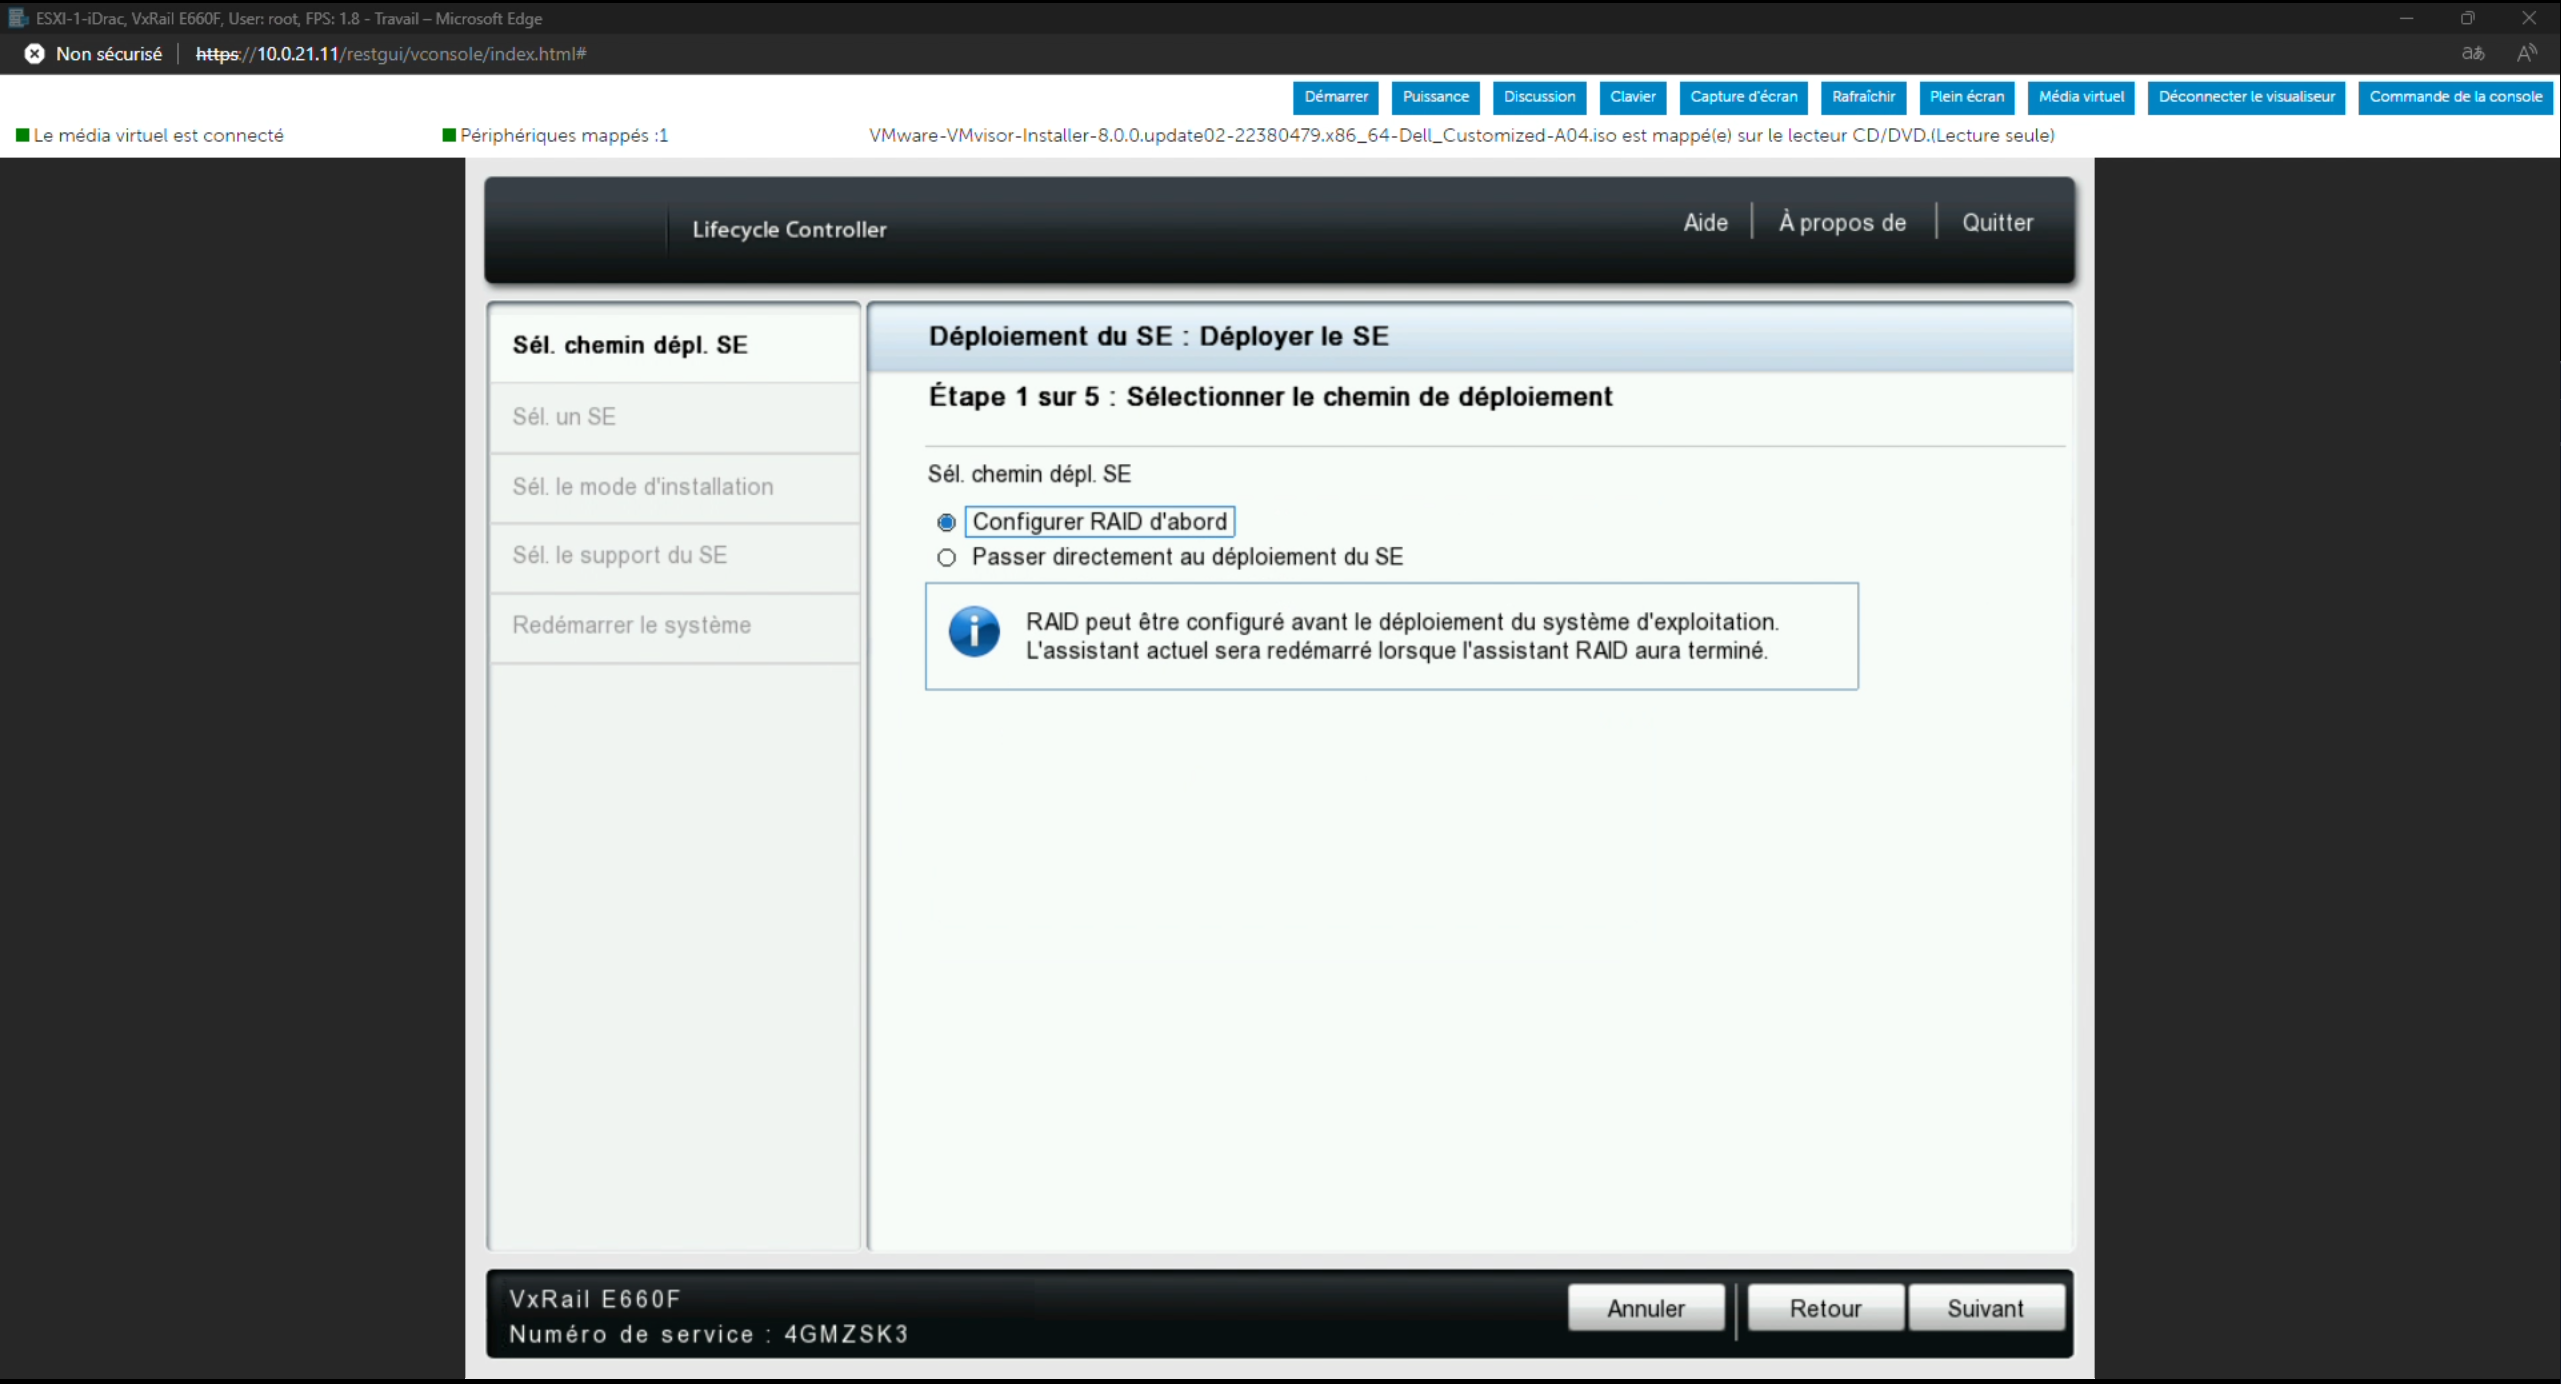 ESXI-1-iDrac, VxRail E660F, User: root, FPS: 1.8 - Travail – Microsoft Edge
Non sécurisé https://10.0.21.11/restgui/vconsole/index.html#
Démarrer Puissance Discussion Clavier Capture d'écran Rafraîchir Plein écran Média virtuel Déconnecter le visualiseur Commande de la console
Le média virtuel est connecté Périphériques mappés :1 VMware-VMvisor-Installer-8.0.0.update02-22380479.x86_64-Dell_Customized-A04.iso est mappé(e) sur le lecteur CD/DVD.(Lecture seule)
Lifecycle Controller
Aide À propos de Quitter
Sél. chemin dépl. SE
Sél. un SE
Sél. le mode d'installation
Sél. le support du SE
Redémarrer le système
Déploiement du SE : Déployer le SE
Étape 1 sur 5 : Sélectionner le chemin de déploiement
Sél. chemin dépl. SE
Configurer RAID d'abord
Passer directement au déploiement du SE
RAID peut être configuré avant le déploiement du système d'exploitation.
L'assistant actuel sera redémarré lorsque l'assistant RAID aura terminé.
VxRail E660F
Numéro de service : 4GMZSK3
Annuler Retour Suivant